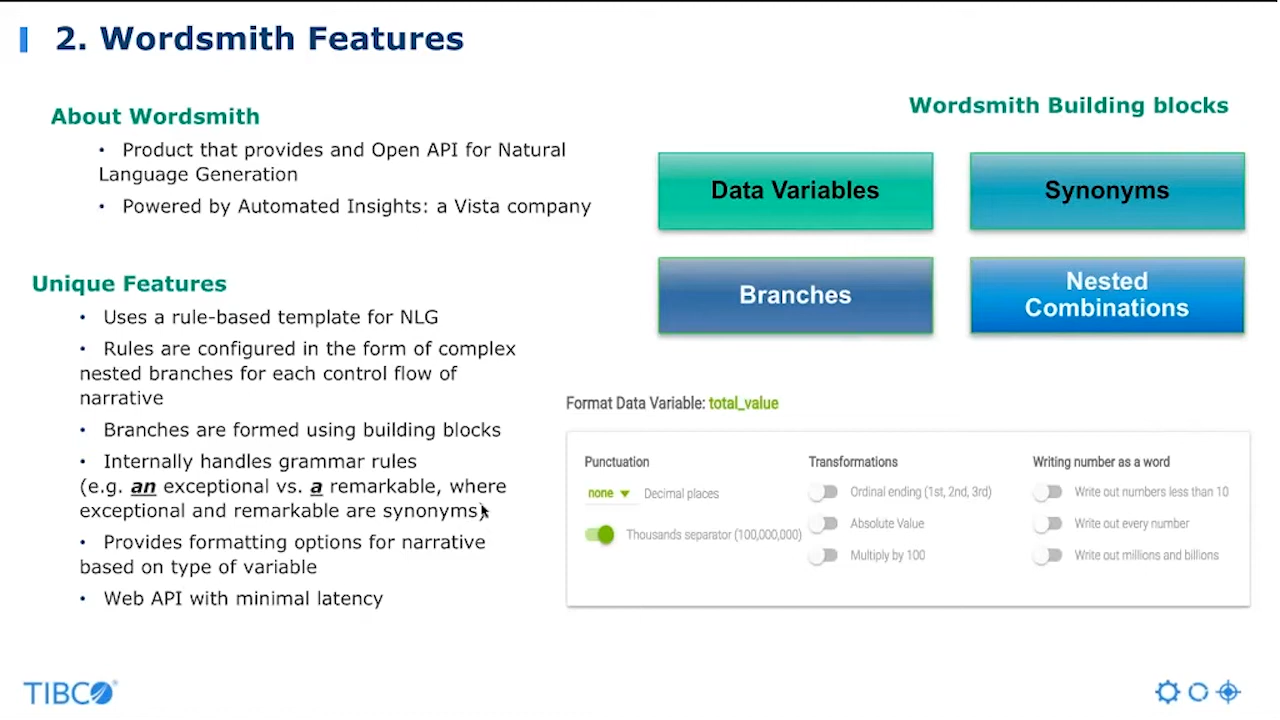 2. Wordsmith Features
About Wordsmith
• Product that provides and Open API for Natural
Language Generation
• Powered by Automated Insights: a Vista company
Unique Features
• Uses a rule-based template for NLG
• Rules are configured in the form of complex
nested branches for each control flow of
narrative
• Branches are formed using building blocks
• Internally handles grammar rules
(e.g. an exceptional vs. a remarkable, where
exceptional and remarkable are synonyms)
• Provides formatting options for narrative
based on type of variable
• Web API with minimal latency
Wordsmith Building blocks
Data Variables
Synonyms
Branches
Nested
Combinations
Format Data Variable: total_value
Punctuation
none Decimal places
Thousands separator (100,000,000)
Transformations
Ordinal ending (1st, 2nd, 3rd)
Absolute Value
Multiply by 100
Writing number as a word
Write out numbers less than 10
Write out every number
Write out millions and billions
TIBCO